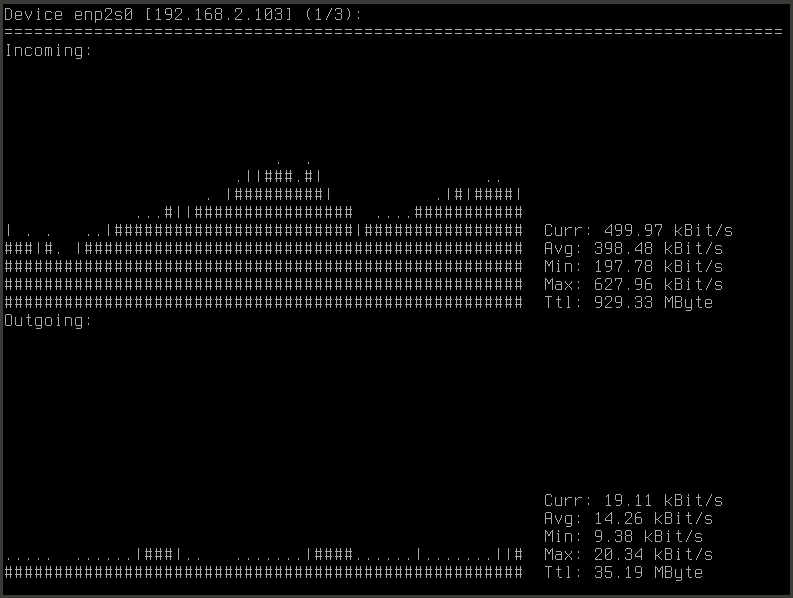 Device enp2s0 [192.168.2.103] (1/3):
==============================================================================
Incoming:
                           .  .
                       .||###.#|                ..
                    . |#########|          .|#|####|
             ...#||################  ....###########
| . .   ..|########################|################  Curr: 499.97 kBit/s
###|#. |############################################  Avg: 398.48 kBit/s
####################################################  Min: 197.78 kBit/s
####################################################  Max: 627.96 kBit/s
####################################################  Ttl: 929.33 MByte
Outgoing:
                                                      Curr: 19.11 kBit/s
                                                      Avg: 14.26 kBit/s
                                                      Min: 9.38 kBit/s
.....  ......|###|..   .......|####......|.......||#  Max: 20.34 kBit/s
####################################################  Ttl: 35.19 MByte